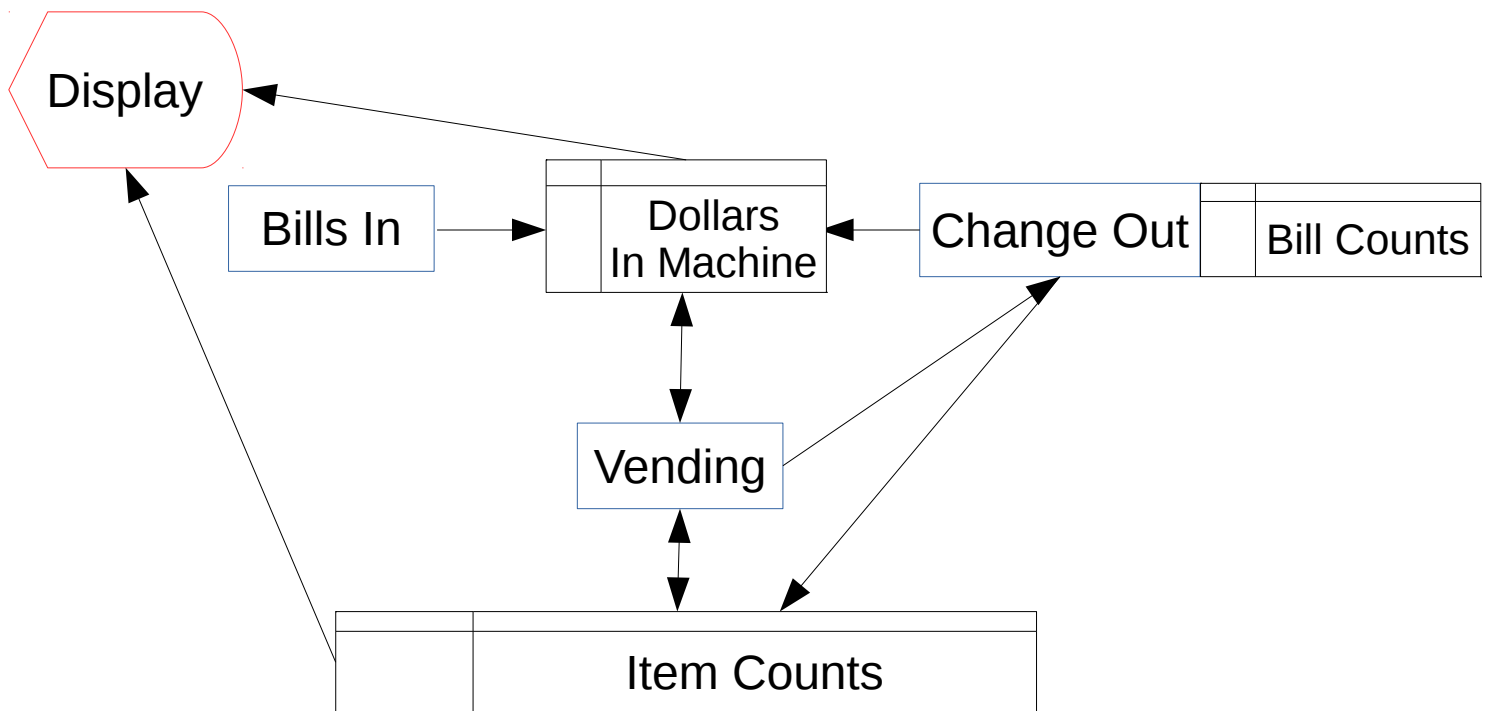 Display
Bills In
Dollars
In Machine
Change Out
Bill Counts
Vending
Item Counts